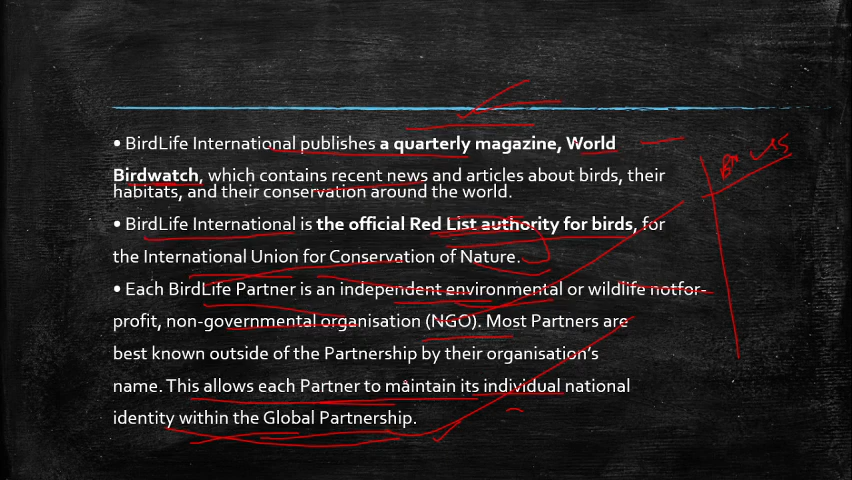 • BirdLife International publishes a quarterly magazine, World
Birdwatch, which contains recent news and articles about birds, their
habitats, and their conservation around the world.
• BirdLife International is the official Red List authority for birds, for
the International Union for Conservation of Nature.
• Each BirdLife Partner is an independent environmental or wildlife notfor-
profit, non-governmental organisation (NGO). Most Partners are
best known outside of the Partnership by their organisation’s
name. This allows each Partner to maintain its individual national
identity within the Global Partnership.